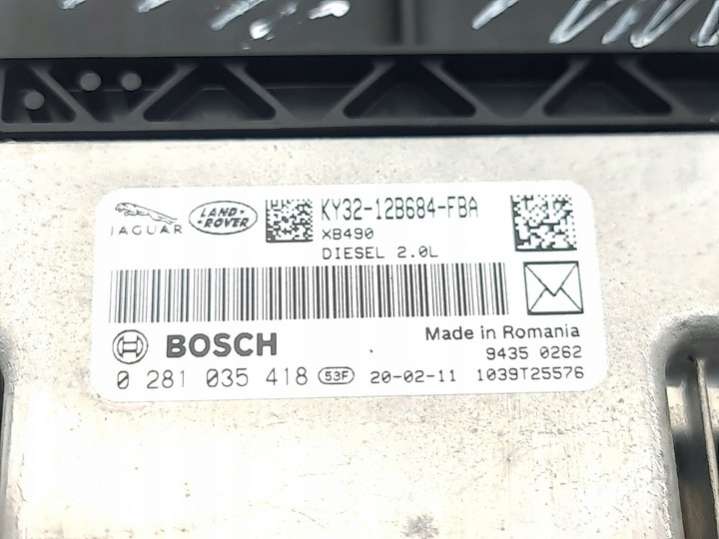 JAGUAR LAND-ROVER KY32-12B684-FBA
XB490
DIESEL 2.0L
BOSCH Made in Romania
9435 0262
0 281 035 418 53F 20-02-11 1039T25576